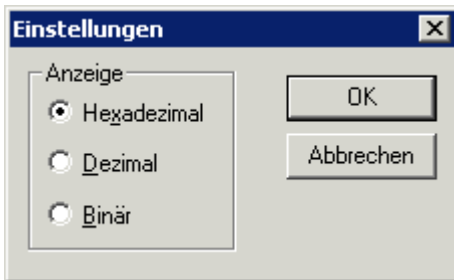 Einstellungen
Anzeige
Hexadezimal
Dezimal
Binär
OK
Abbrechen